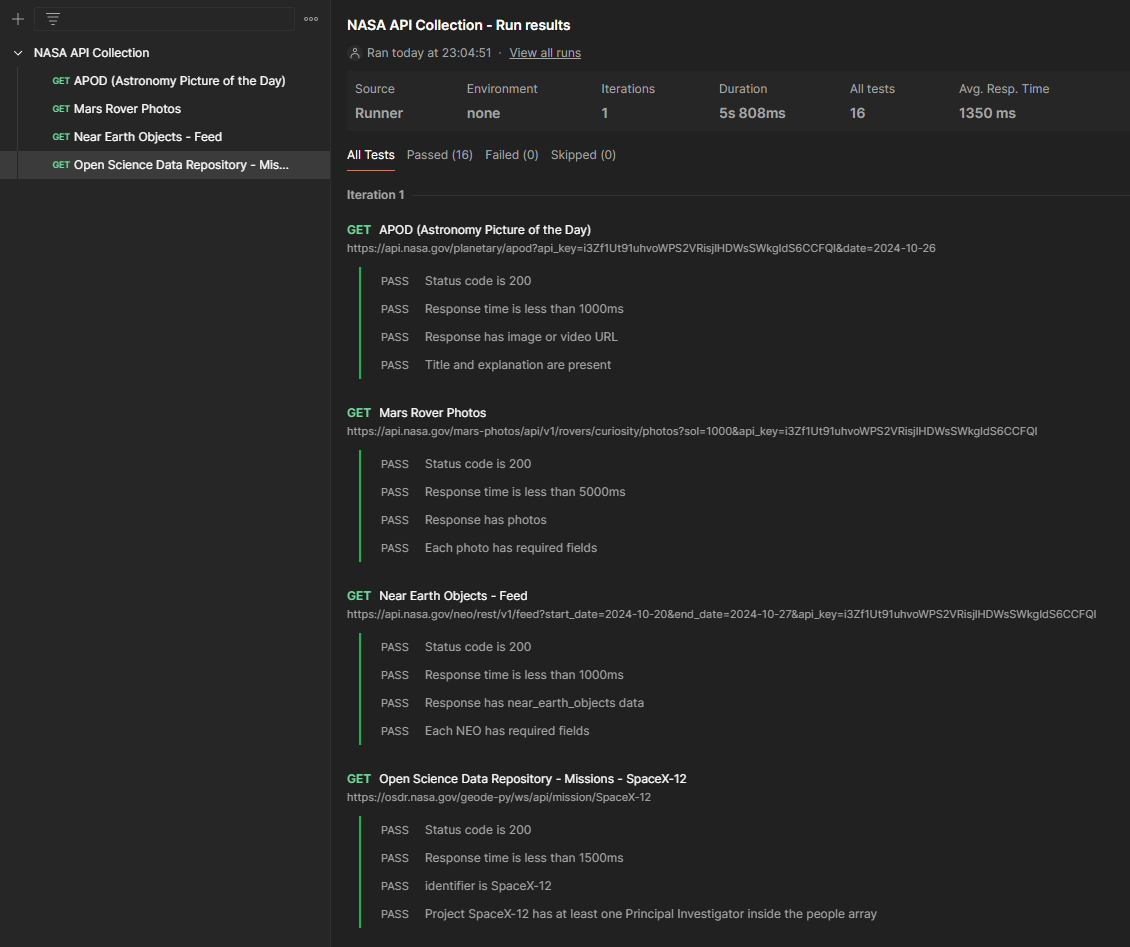 NASA API Collection
GET APOD (Astronomy Picture of the Day)
GET Mars Rover Photos
GET Near Earth Objects - Feed
GET Open Science Data Repository - Mis...
NASA API Collection - Run results
Ran today at 23:04:51 · View all runs
Source Environment Iterations Duration All tests Avg. Resp. Time
Runner none 1 5s 808ms 16 1350 ms
All Tests Passed (16) Failed (0) Skipped (0)
Iteration 1
GET APOD (Astronomy Picture of the Day)
https://api.nasa.gov/planetary/apod?api_key=i3Zf1Ut91uhvoWPS2VRisjIHDWsSWkgIdS6CCFQI&date=2024-10-26
PASS Status code is 200
PASS Response time is less than 1000ms
PASS Response has image or video URL
PASS Title and explanation are present
GET Mars Rover Photos
https://api.nasa.gov/mars-photos/api/v1/rovers/curiosity/photos?sol=1000&api_key=i3Zf1Ut91uhvoWPS2VRisjIHDWsSWkgIdS6CCFQI
PASS Status code is 200
PASS Response time is less than 5000ms
PASS Response has photos
PASS Each photo has required fields
GET Near Earth Objects - Feed
https://api.nasa.gov/neo/rest/v1/feed?start_date=2024-10-20&end_date=2024-10-27&api_key=i3Zf1Ut91uhvoWPS2VRisjIHDWsSWkgIdS6CCFQI
PASS Status code is 200
PASS Response time is less than 1000ms
PASS Response has near_earth_objects data
PASS Each NEO has required fields
GET Open Science Data Repository - Missions - SpaceX-12
https://osdr.nasa.gov/geode-py/ws/api/mission/SpaceX-12
PASS Status code is 200
PASS Response time is less than 1500ms
PASS identifier is SpaceX-12
PASS Project SpaceX-12 has at least one Principal Investigator inside the people array